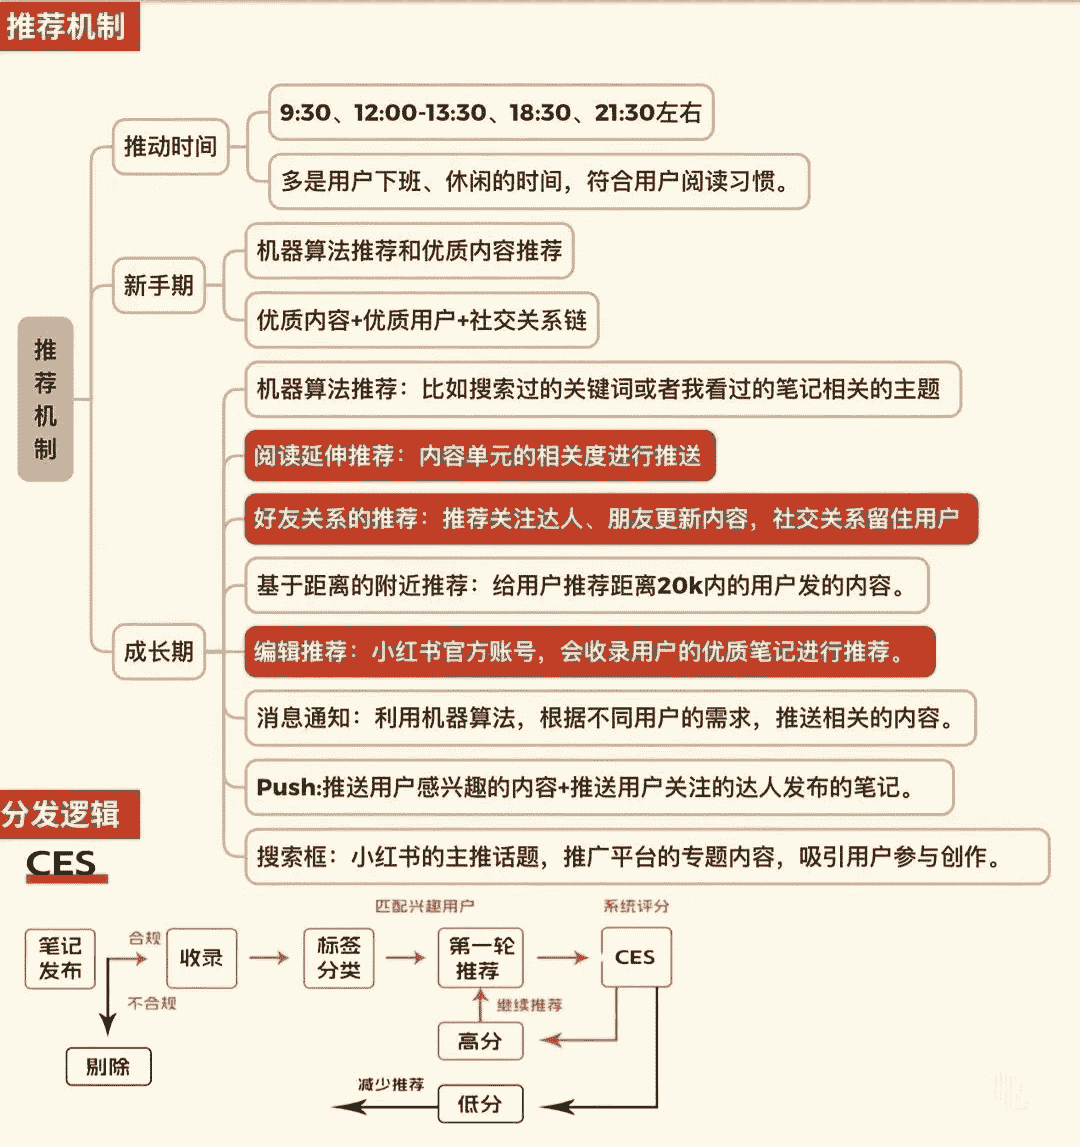 推荐机制
推动时间
9:30、12:00-13:30、18:30、21:30左右
多是用户下班、休闲的时间，符合用户阅读习惯。
新手期
机器算法推荐和优质内容推荐
优质内容+优质用户+社交关系链
推荐机制
成长期
机器算法推荐：比如搜索过的关键词或者我看过的笔记相关的主题
阅读延伸推荐：内容单元的相关度进行推送
好友关系的推荐：推荐关注达人、朋友更新内容，社交关系留住用户
基于距离的附近推荐：给用户推荐距离20k内的用户发的内容。
编辑推荐：小红书官方账号，会收录用户的优质笔记进行推荐。
消息通知：利用机器算法，根据不同用户的需求，推送相关的内容。
Push:推送用户感兴趣的内容+推送用户关注的达人发布的笔记。
搜索框：小红书的主推话题，推广平台的专题内容，吸引用户参与创作。
分发逻辑
CES
笔记
发布
合规
不合规
剔除
收录
标签
分类
匹配兴趣用户
第一轮
推荐
系统评分
CES
继续推荐
高分
减少推荐
低分